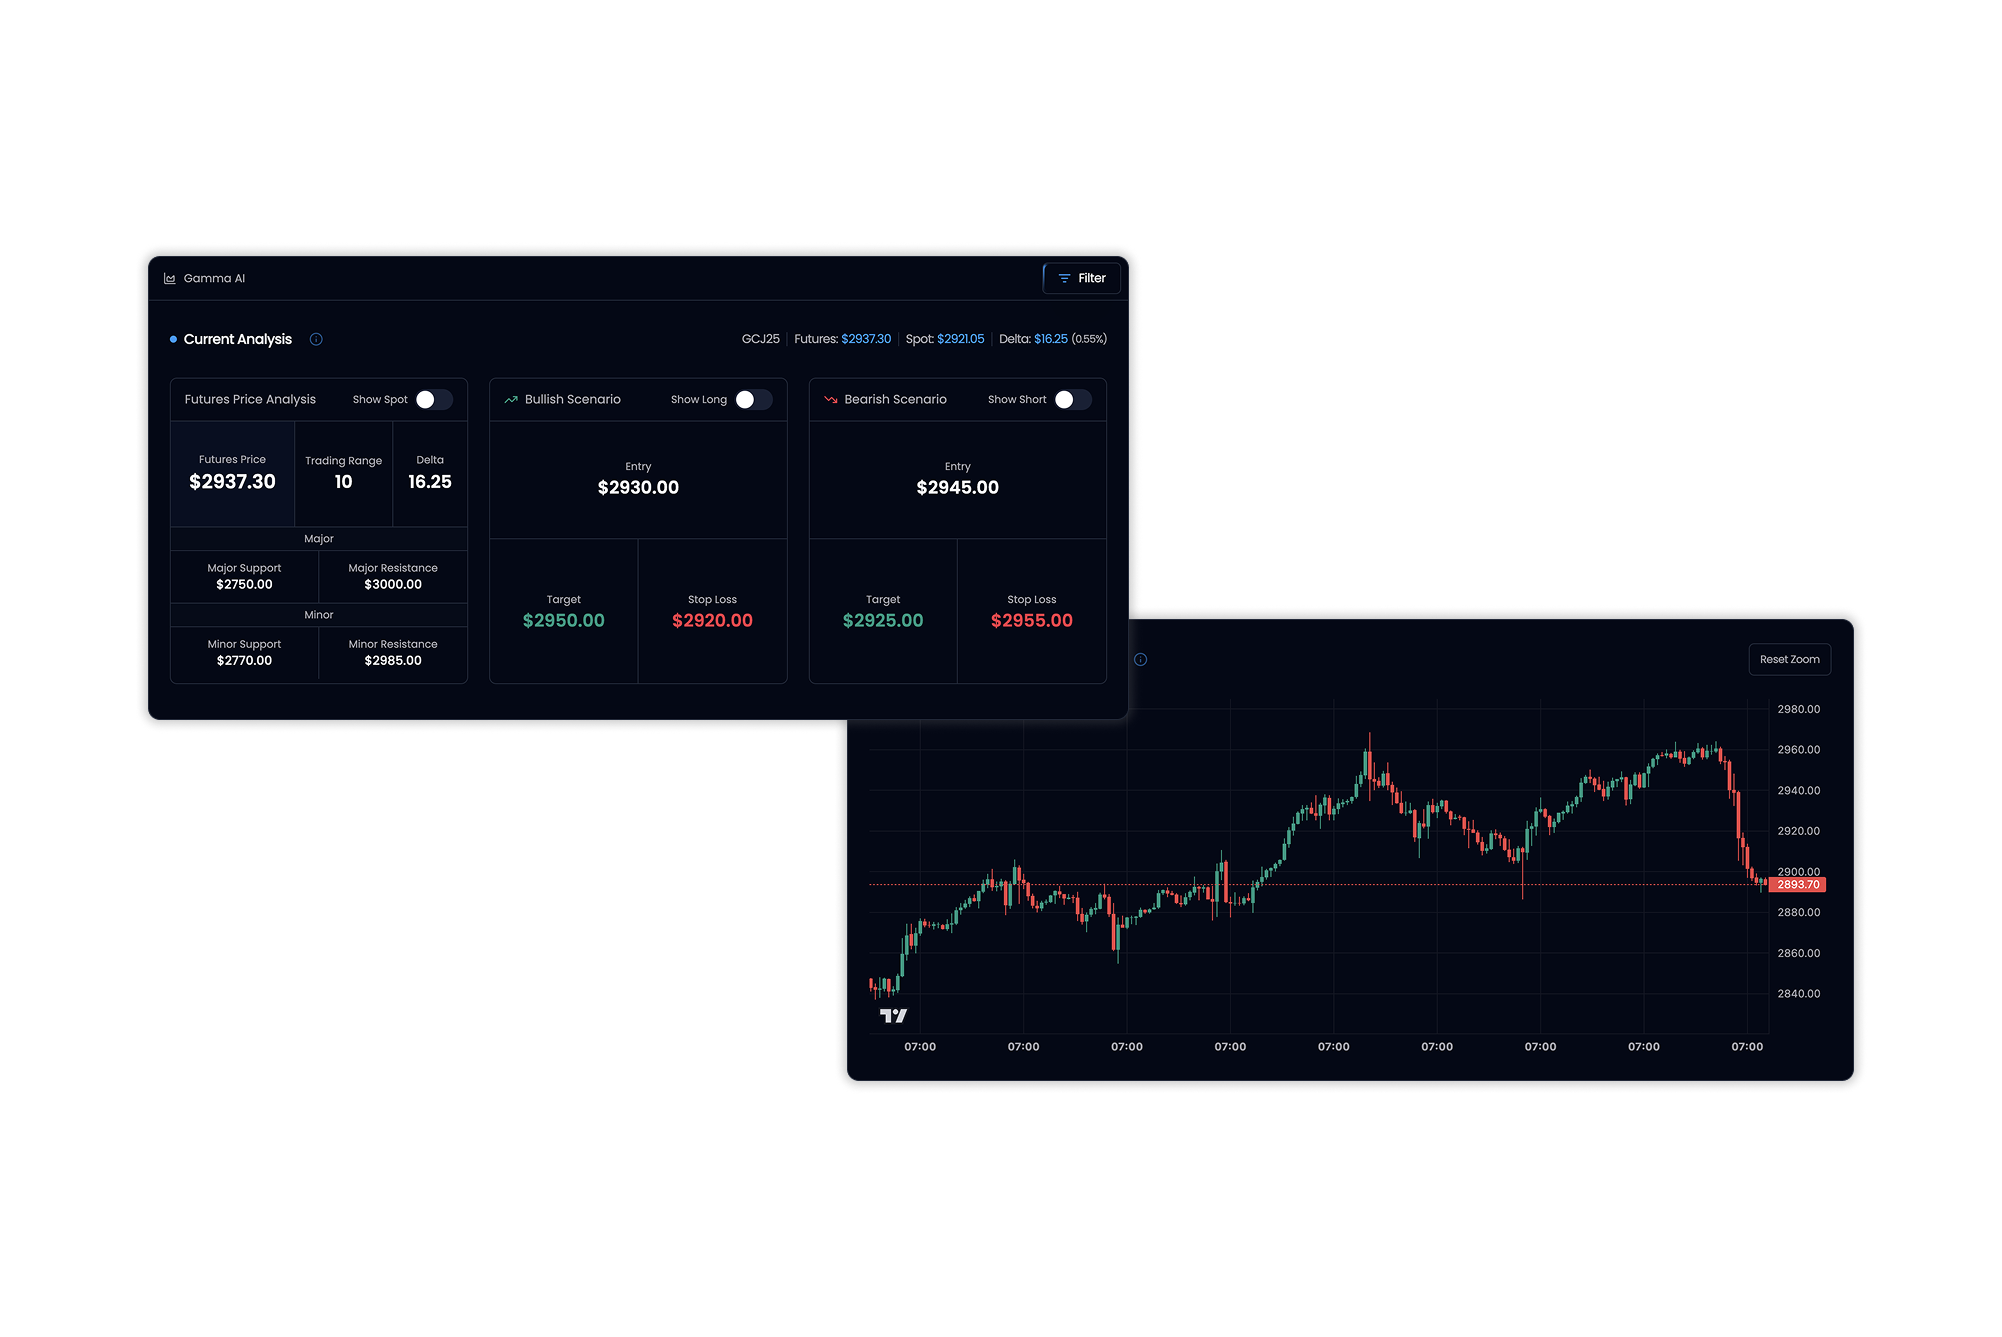 Gamma AI
Filter
Current Analysis
GCJ25 | Futures: $2937.30 | Spot: $2921.05 | Delta: $16.25 (0.55%)
Futures Price Analysis
Show Spot
Futures Price
$2937.30
Trading Range
10
Delta
16.25
Major
Major Support
$2750.00
Major Resistance
$3000.00
Minor
Minor Support
$2770.00
Minor Resistance
$2985.00
Bullish Scenario
Show Long
Entry
$2930.00
Target
$2950.00
Stop Loss
$2920.00
Bearish Scenario
Show Short
Entry
$2945.00
Target
$2925.00
Stop Loss
$2955.00
Reset Zoom
2980.00
2960.00
2940.00
2920.00
2900.00
2893.70
2880.00
2860.00
2840.00
07:00 07:00 07:00 07:00 07:00 07:00 07:00 07:00 07:00